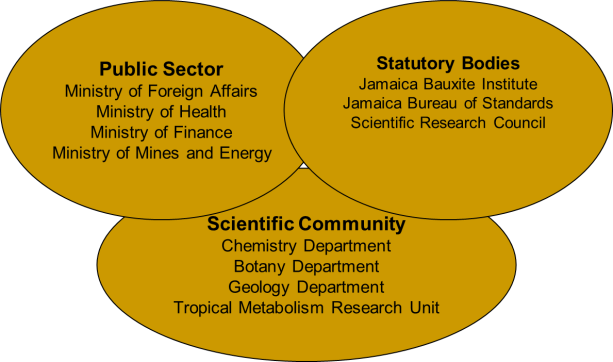 Public Sector
Ministry of Foreign Affairs
Ministry of Health
Ministry of Finance
Ministry of Mines and Energy
Statutory Bodies
Jamaica Bauxite Institute
Jamaica Bureau of Standards
Scientific Research Council
Scientific Community
Chemistry Department
Botany Department
Geology Department
Tropical Metabolism Research Unit